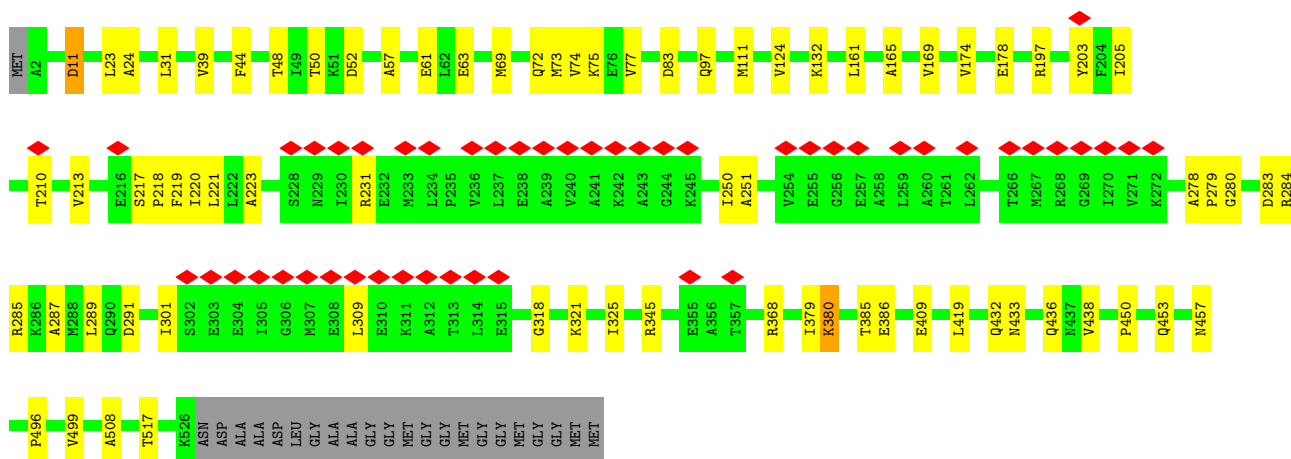 MET A2 D11 L23 A24 L31 V39 F44 T48 I49 T50 K51 D52 A57 E61 L62 E63 M69 Q72 M73 V74 K75 E76 V77 D83 Q97 M111 V124 K132 L161 A165 V169 V174 E178 R197 Y203 F204 I205
T210 V213 E216 S217 P218 F219 I220 L221 L222 A223 S228 N229 I230 R231 E232 M233 L234 P235 V236 L237 E238 A239 V240 A241 K242 A243 G244 K245 I250 A251 V254 E255 G256 E257 A258 L259 A260 T261 L262 T266 M267 R268 G269 I270 V271 K272 A278 P279 G280 D283 R284
R285 K286 A287 M288 L289 Q290 D291 I301 S302 E303 E304 I305 G306 M307 E308 L309 E310 K311 A312 T313 L314 E315 G318 K321 I325 R345 E355 A356 T357 R368 I379 K380 T385 E386 E409 L419 Q432 N433 Q436 N437 V438 P450 Q453 N457
P496 V499 A508 T517 K526 ASN ASP ALA ALA ASP LEU GLY ALA ALA GLY GLY MET GLY GLY MET GLY GLY MET GLY GLY MET MET